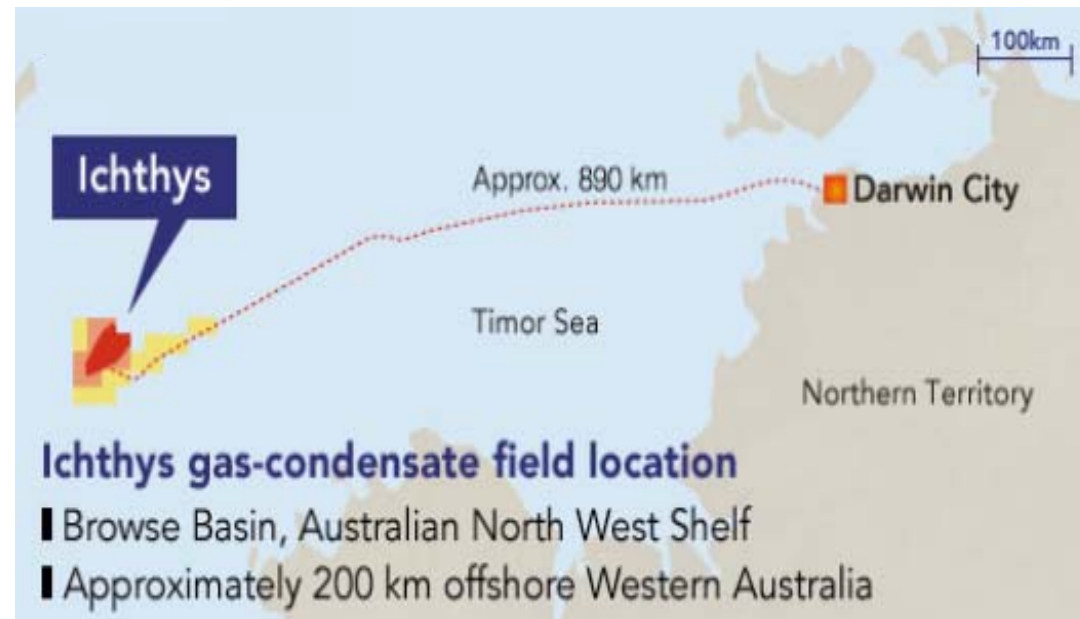 100km
Ichthys
Approx. 890 km
Darwin City
Timor Sea
Northern Territory
Ichthys gas-condensate field location
Browse Basin, Australian North West Shelf
Approximately 200 km offshore Western Australia